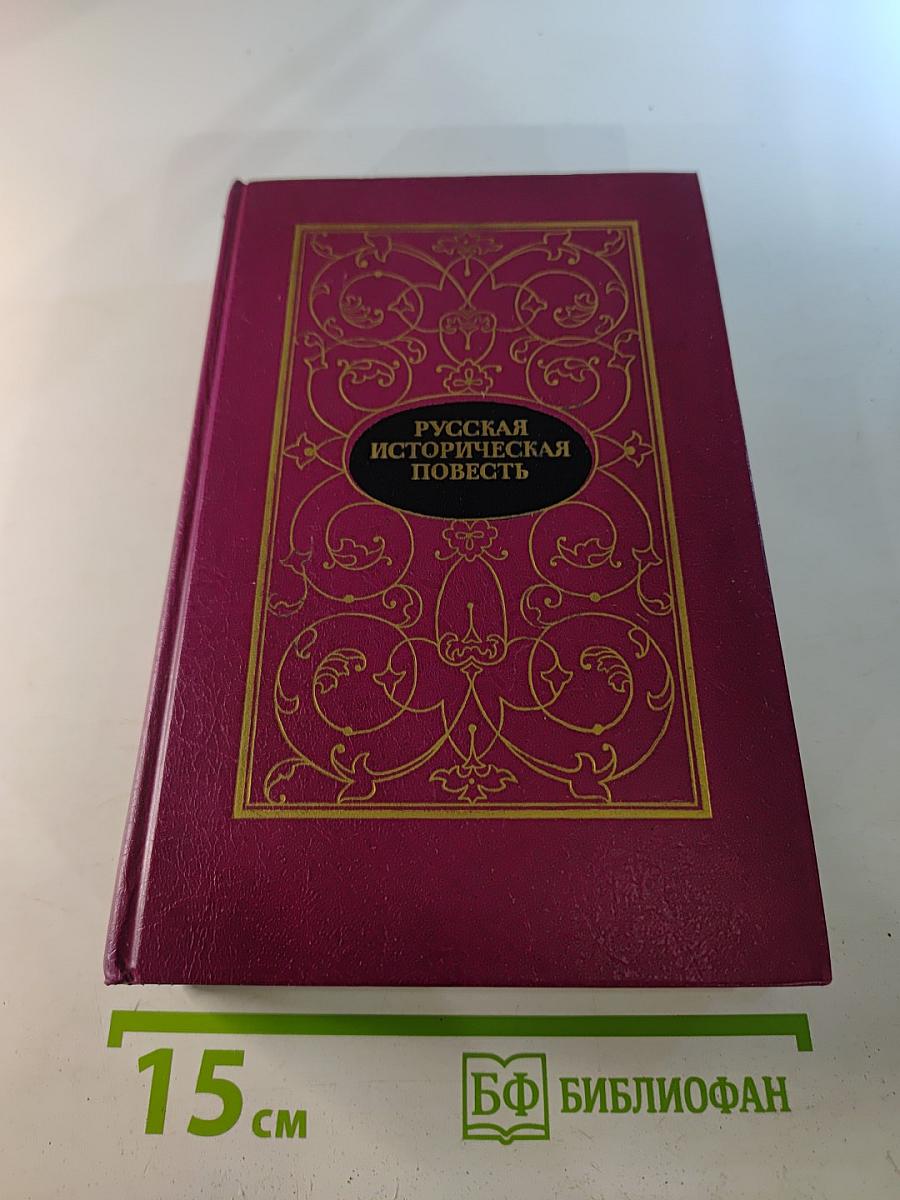 РУССКАЯ
ИСТОРИЧЕСКАЯ
ПОВЕСТЬ
15 см
БФ БИБЛИОФАН